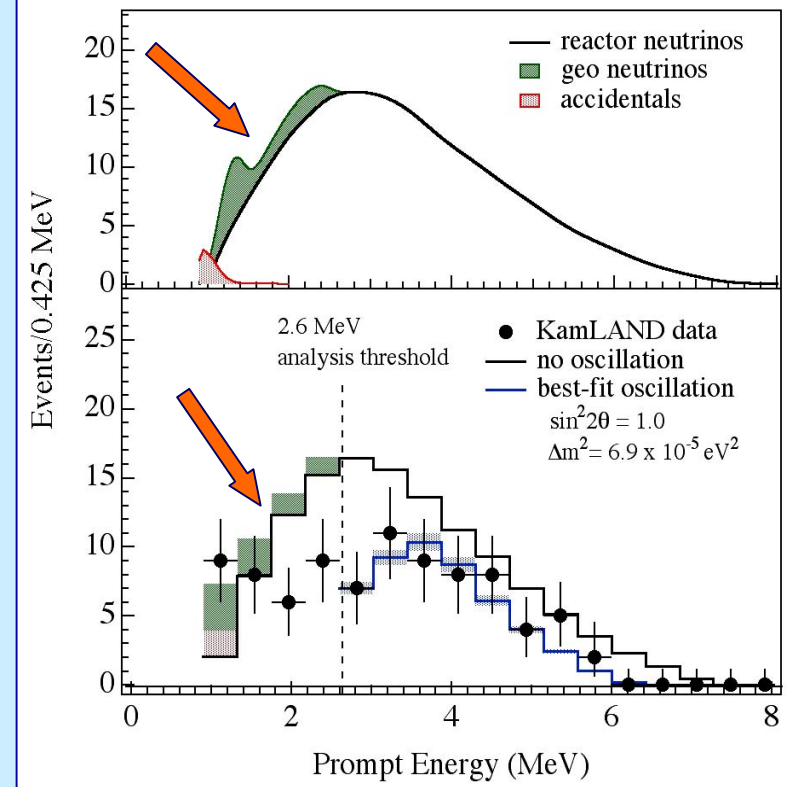 20
15
10
5
0
reactor neutrinos
geo neutrinos
accidentals
Events/0.425 MeV
25
20
15
10
5
0
2.6 MeV
analysis threshold
KamLAND data
no oscillation
best-fit oscillation
sin²2θ = 1.0
Δm²= 6.9 x 10⁻⁵ eV²
0 2 4 6 8
Prompt Energy (MeV)